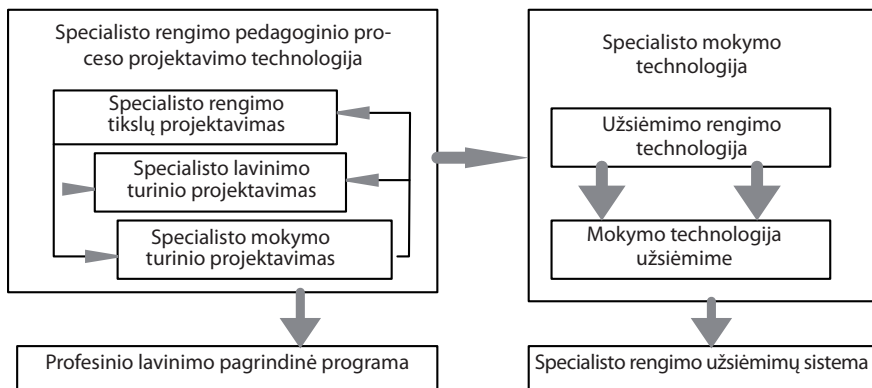 Specialisto rengimo pedagoginio pro-
ceso projektavimo technologija
Specialisto rengimo
tikslų projektavimas
Specialisto lavinimo
turinio projektavimas
Specialisto mokymo
turinio projektavimas
Profesinio lavinimo pagrindinė programa
Specialisto mokymo
technologija
Užsiėmimo rengimo
technologija
Mokymo technologija
užsiėmime
Specialisto rengimo užsiėmimų sistema